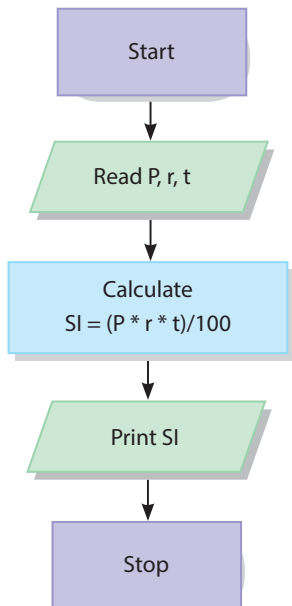 Start
Read P, r, t
Calculate
SI = (P * r * t)/100
Print SI
Stop